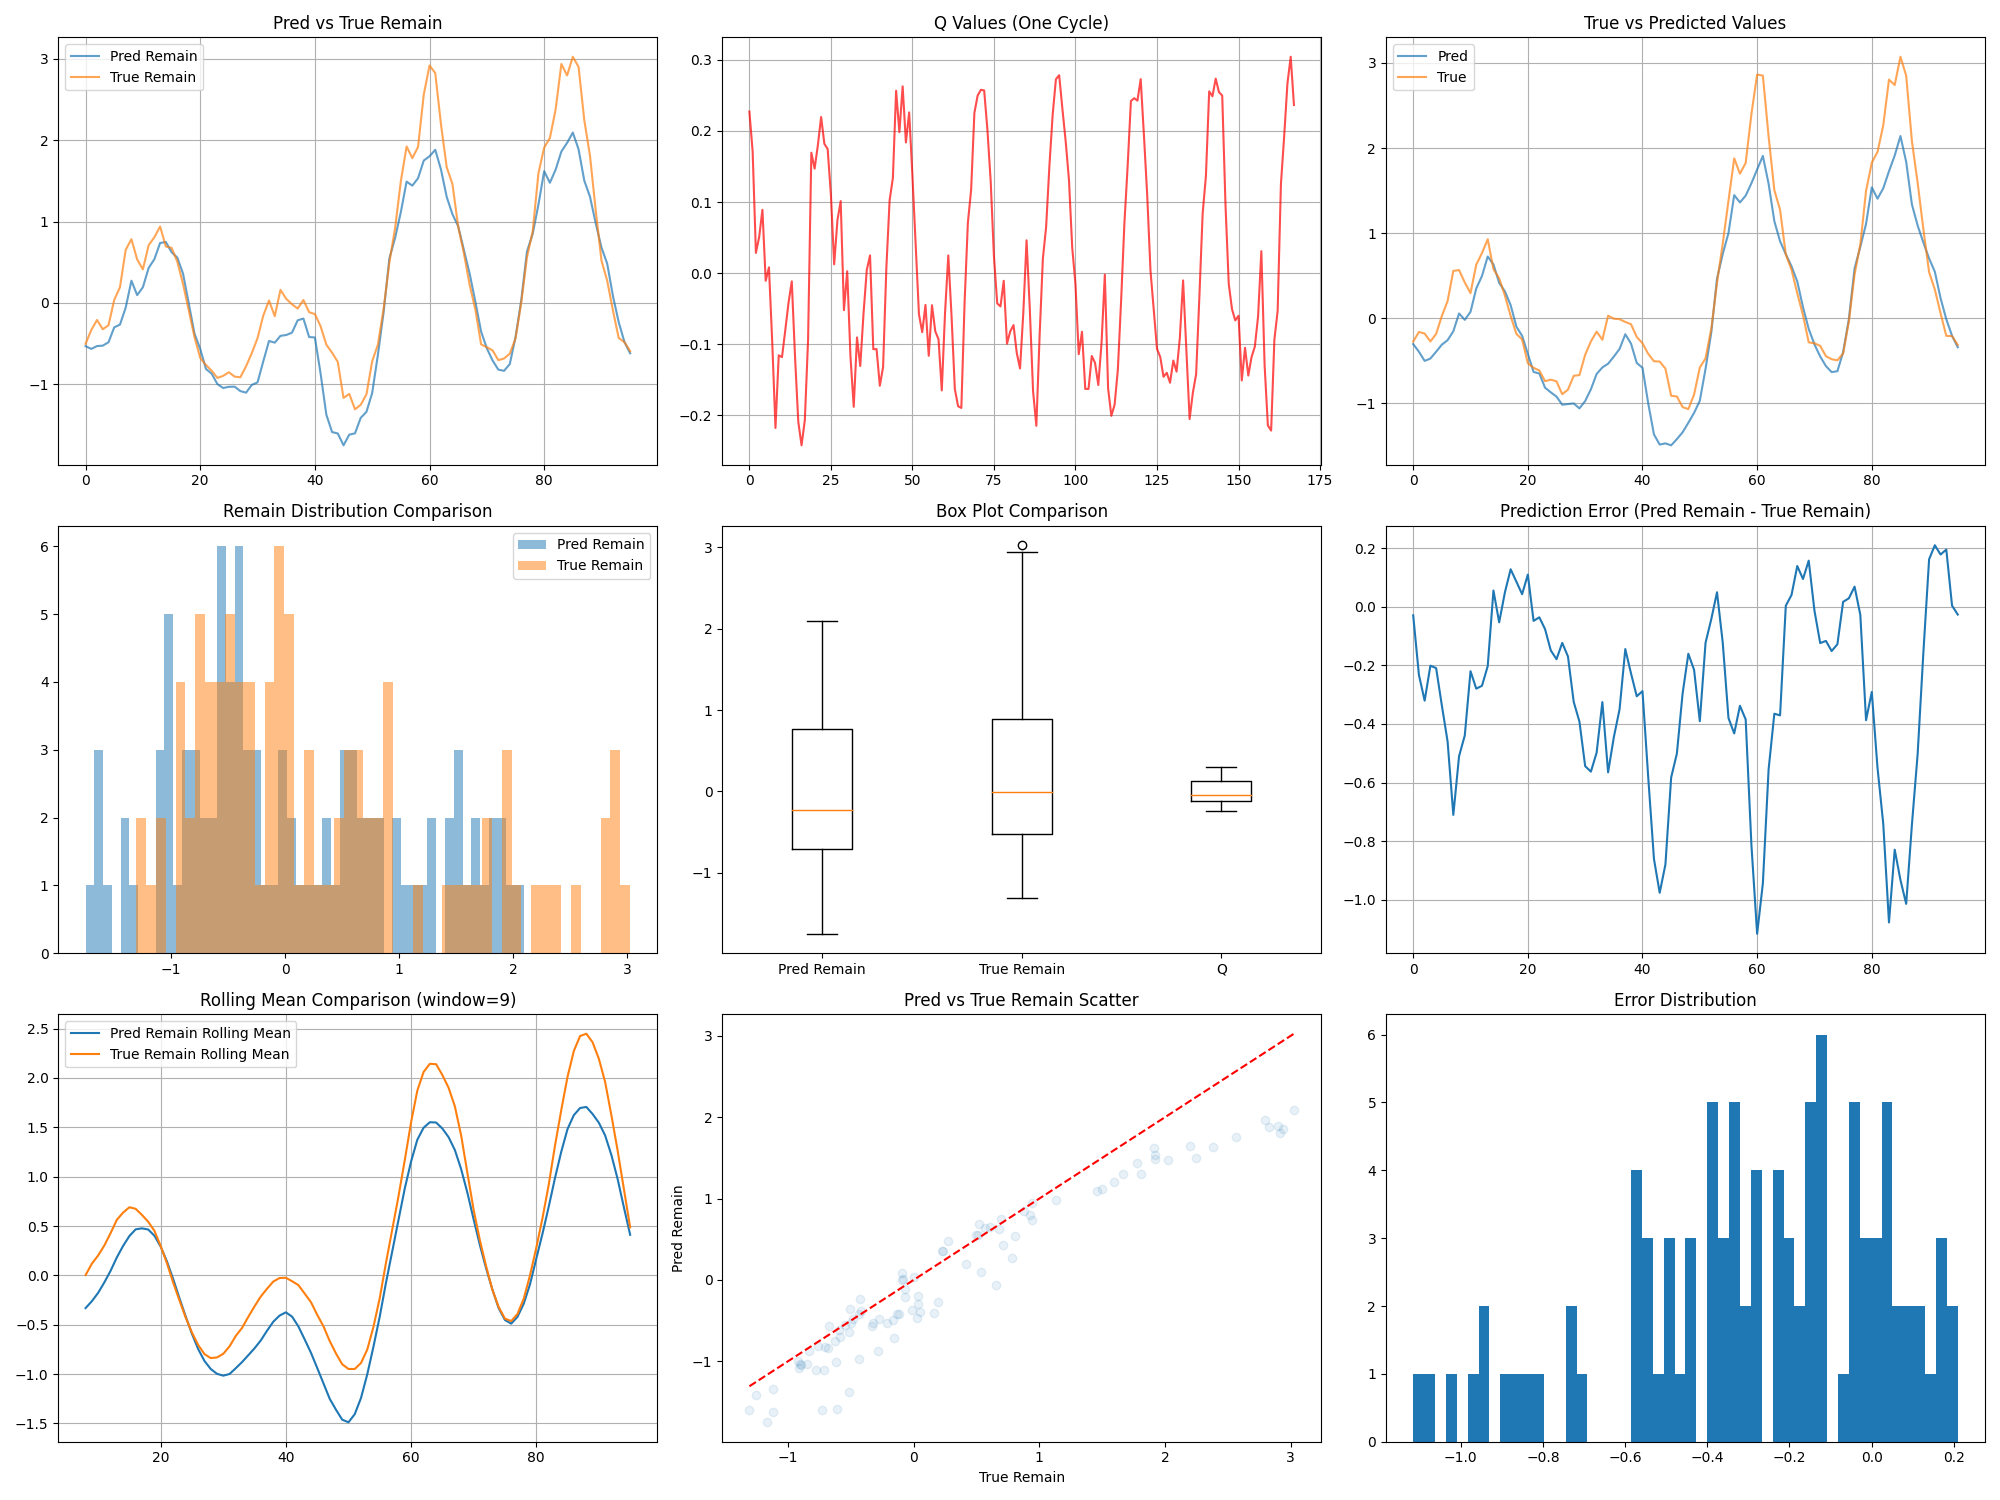 Pred vs True Remain
Pred Remain
True Remain
3
2
1
0
−1
0 20 40 60 80
Q Values (One Cycle)
0.3
0.2
0.1
0.0
−0.1
−0.2
0 25 50 75 100 125 150 175
True vs Predicted Values
Pred
True
3
2
1
0
−1
0 20 40 60 80
Remain Distribution Comparison
Pred Remain
True Remain
6
5
4
3
2
1
0
−1 0 1 2 3
Box Plot Comparison
3
2
1
0
−1
Pred Remain True Remain Q
Prediction Error (Pred Remain - True Remain)
0.2
0.0
−0.2
−0.4
−0.6
−0.8
−1.0
0 20 40 60 80
Rolling Mean Comparison (window=9)
Pred Remain Rolling Mean
True Remain Rolling Mean
2.5
2.0
1.5
1.0
0.5
0.0
−0.5
−1.0
−1.5
20 40 60 80
Pred vs True Remain Scatter
Pred Remain
3
2
1
0
−1
−1 0 1 2 3
True Remain
Error Distribution
6
5
4
3
2
1
0
−1.0 −0.8 −0.6 −0.4 −0.2 0.0 0.2